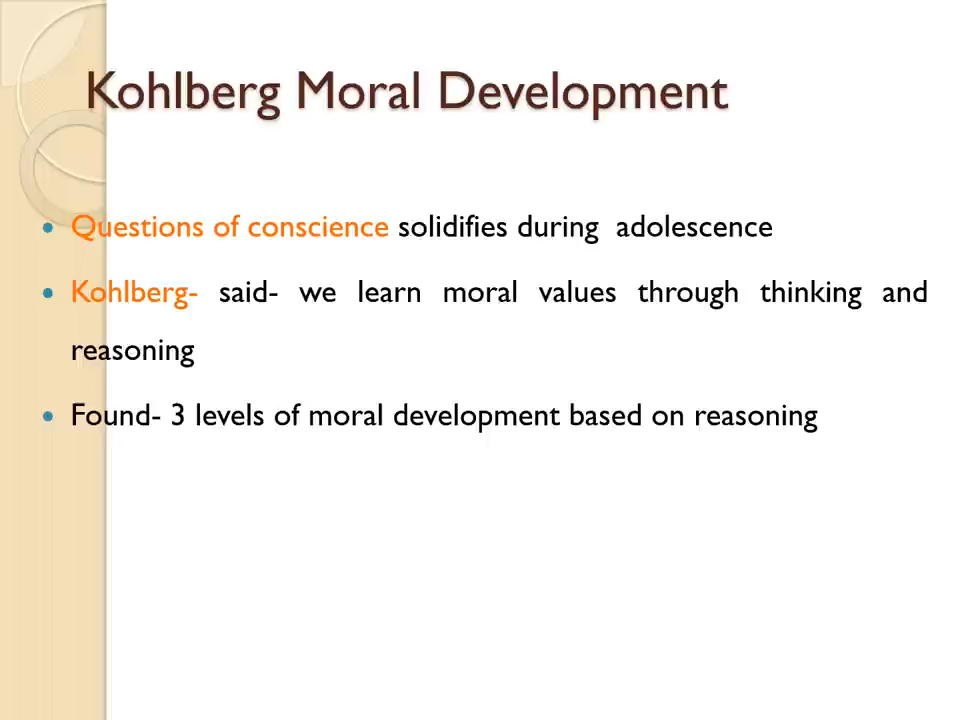 Kohlberg Moral Development
• Questions of conscience solidifies during adolescence
• Kohlberg- said- we learn moral values through thinking and
reasoning
• Found- 3 levels of moral development based on reasoning